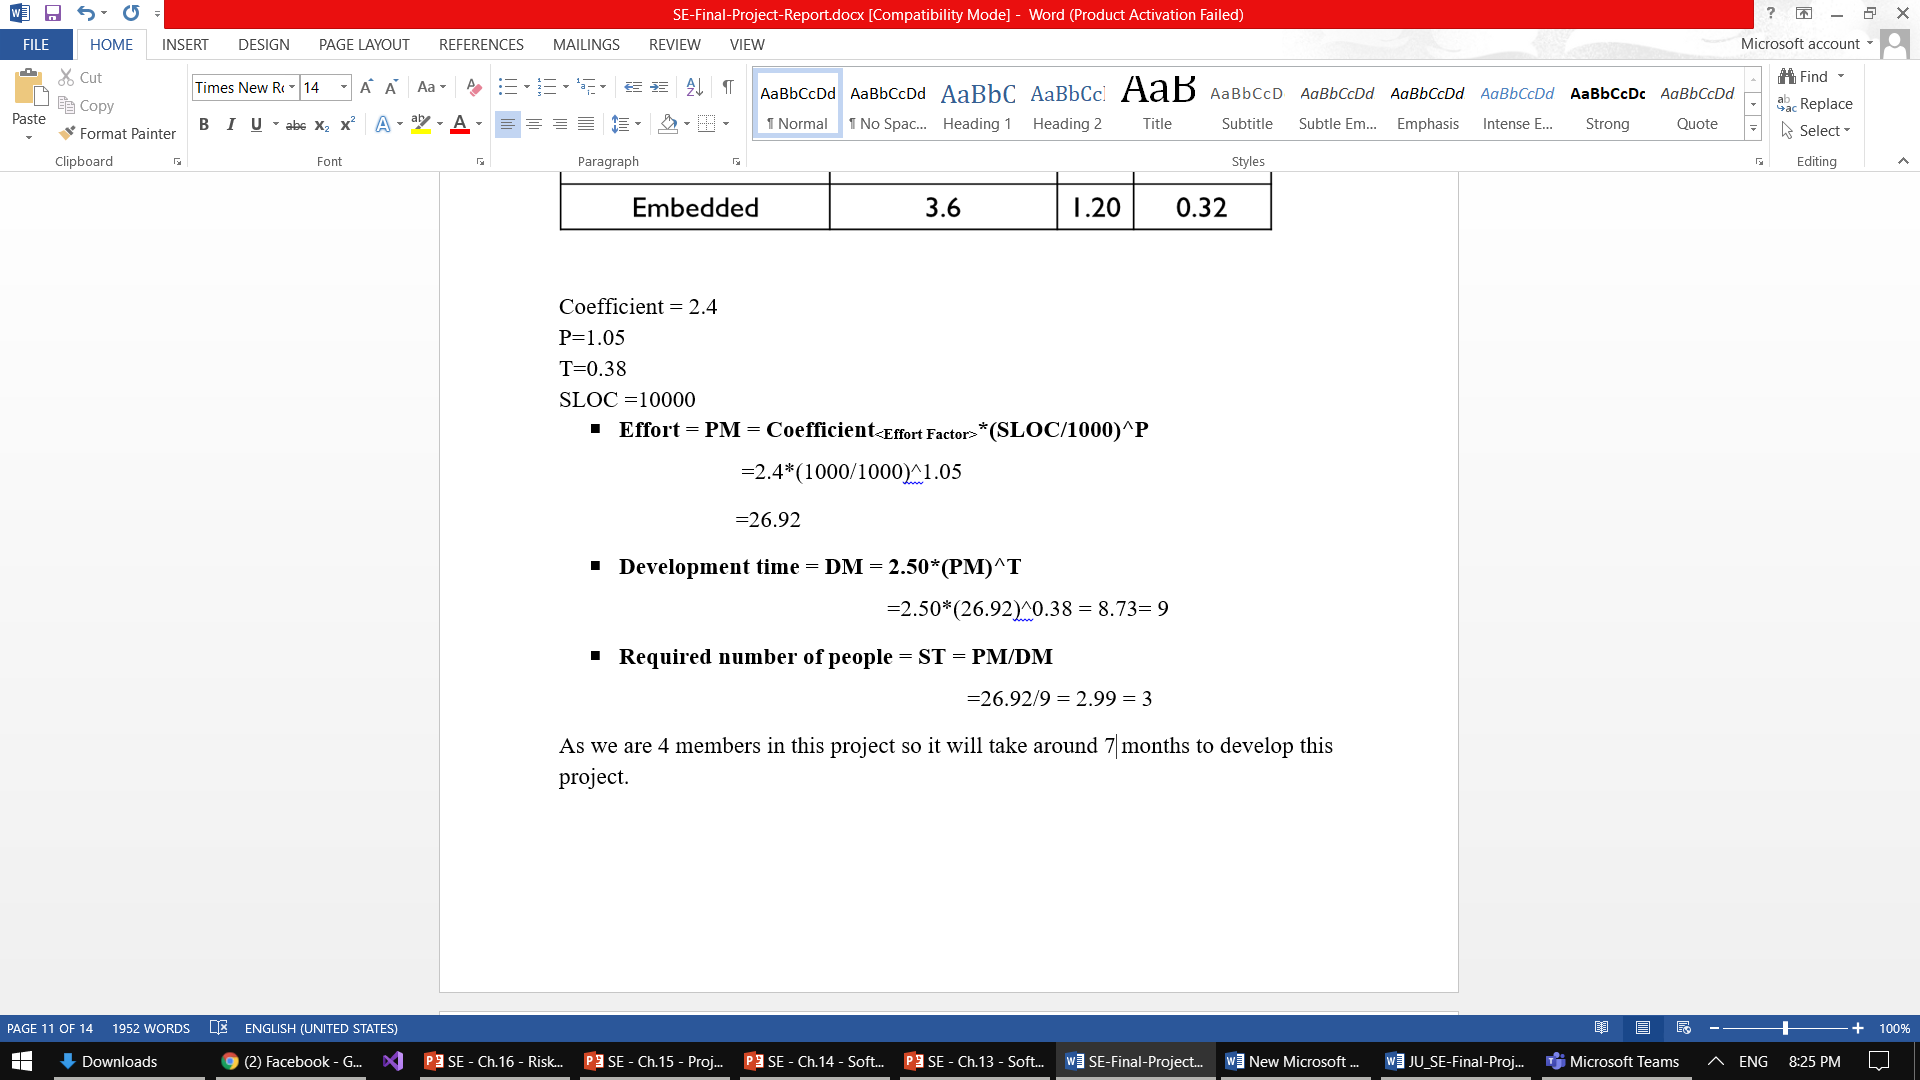 SE-Final-Project-Report.docx [Compatibility Mode] - Word (Product Activation Failed)
FILE HOME INSERT DESIGN PAGE LAYOUT REFERENCES MAILINGS REVIEW VIEW Microsoft account
Paste
Cut
Copy
Format Painter
Clipboard
Times New Ro 14
Font
Paragraph
AaBbCcDd AaBbCcDd AaBbC AaBbCc AaB AaBbCcD AaBbCcDd AaBbCcDd AaBbCcDd AaBbCcDc AaBbCcDd
¶ Normal ¶ No Spac... Heading 1 Heading 2 Title Subtitle Subtle Em... Emphasis Intense E... Strong Quote
Styles
Find
Replace
Select
Editing
Embedded 3.6 1.20 0.32
Coefficient = 2.4
P=1.05
T=0.38
SLOC =10000
▪ Effort = PM = Coefficient<Effort Factor>*(SLOC/1000)^P
=2.4*(1000/1000)^1.05
=26.92
▪ Development time = DM = 2.50*(PM)^T
=2.50*(26.92)^0.38 = 8.73= 9
▪ Required number of people = ST = PM/DM
=26.92/9 = 2.99 = 3
As we are 4 members in this project so it will take around 7 months to develop this
project.
PAGE 11 OF 14 1952 WORDS ENGLISH (UNITED STATES) 100%
Downloads (2) Facebook - G... SE - Ch.16 - Risk... SE - Ch.15 - Proj... SE - Ch.14 - Soft... SE - Ch.13 - Soft... SE-Final-Project... New Microsoft ... JU_SE-Final-Proj... Microsoft Teams ENG 8:25 PM